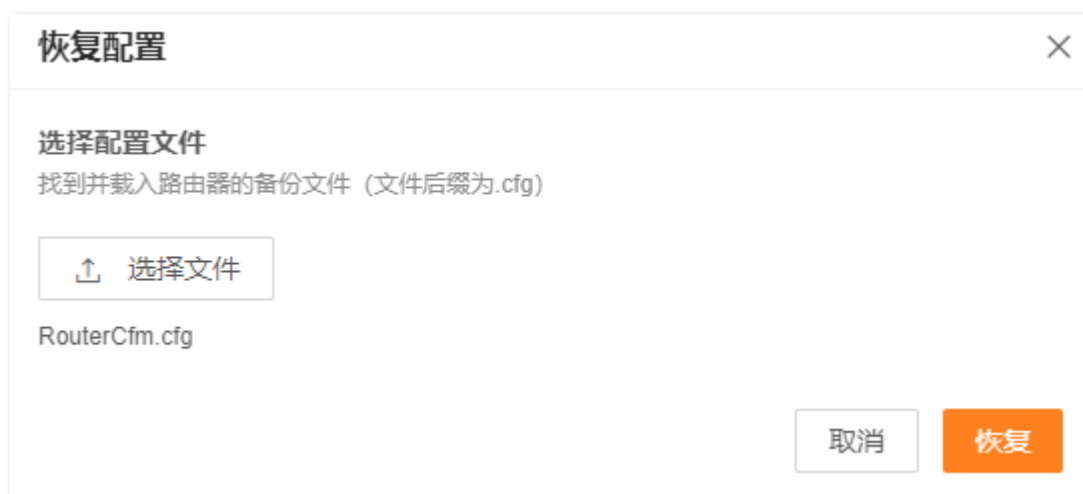 恢复配置
选择配置文件
找到并载入路由器的备份文件（文件后缀为.cfg）
选择文件
RouterCfm.cfg
取消
恢复